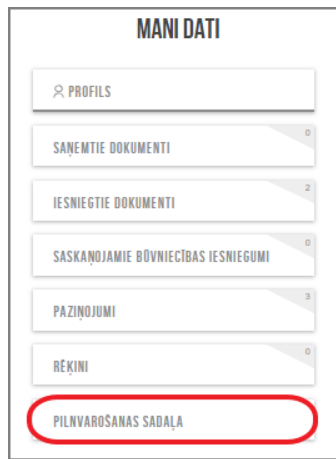 MANI DATI
PROFILS
0
SAŅEMTIE DOKUMENTI
2
IESNIEGTIE DOKUMENTI
0
SASKAŅOJAMIE BŪVNIECĪBAS IESNIEGUMI
3
PAZIŅOJUMI
0
RĒĶINI
PILNVAROŠANAS SADAĻA